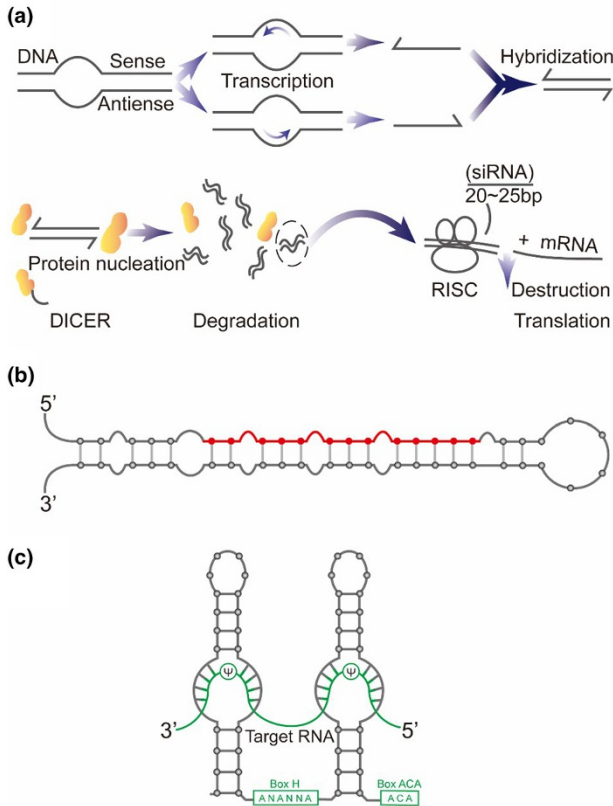 (a)
DNA
Sense
Antiense
Transcription
Hybridization
(siRNA)
20~25bp
Protein nucleation
+ mRNA
DICER
Degradation
RISC
Destruction
Translation
(b)
5’
3’
(c)
Ψ
Ψ
3’
Target RNA
5’
Box H
ANANNA
Box ACA
ACA